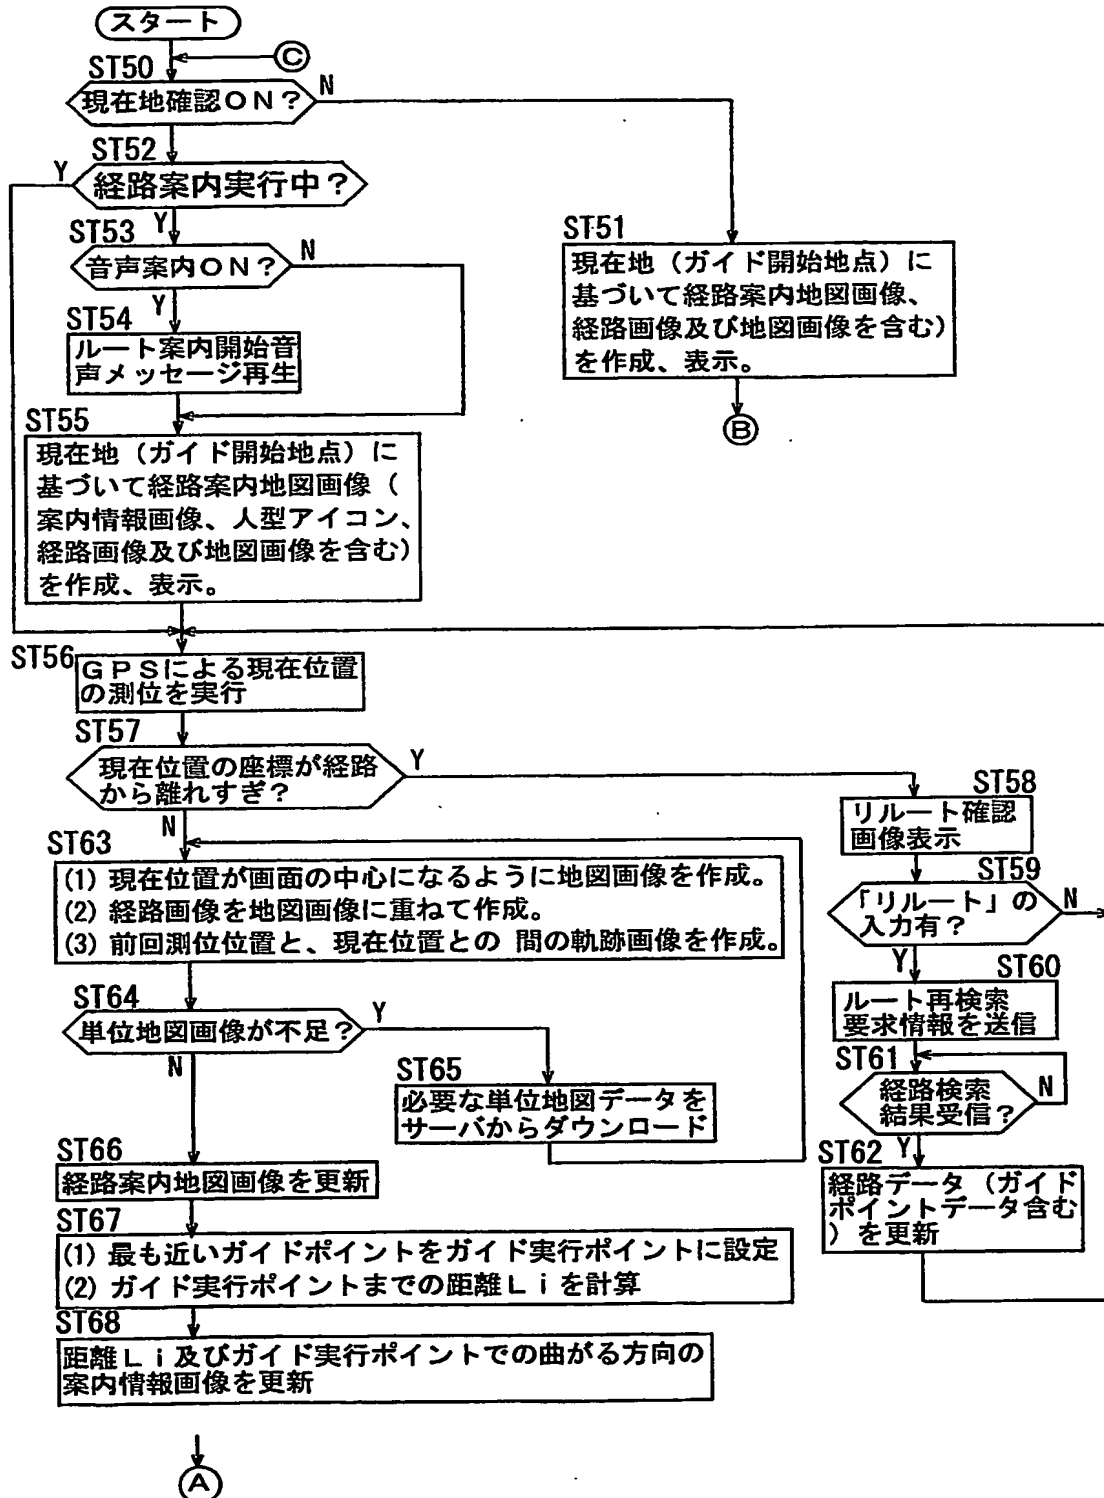 スタート
C
ST50
現在地確認ON?
N
ST52
Y
経路案内実行中?
ST53
Y
音声案内ON?
N
ST51
現在地(ガイド開始地点)に
基づいて経路案内地図画像、
経路画像及び地図画像を含む)
を作成、表示。
B
ST54
Y
ルート案内開始音
声メッセージ再生
ST55
現在地(ガイド開始地点)に
基づいて経路案内地図画像(
案内情報画像、人型アイコン、
経路画像及び地図画像を含む)
を作成、表示。
ST56
GPSによる現在位置
の測位を実行
ST57
現在位置の座標が経路
から離れすぎ?
Y
N
ST58
リルート確認
画像表示
ST59
「リルート」の
入力有?
N
Y
ST60
ルート再検索
要求情報を送信
ST61
経路検索
結果受信?
N
ST62
Y
経路データ(ガイド
ポイントデータ含む
)を更新
ST63
(1) 現在位置が画面の中心になるように地図画像を作成。
(2) 経路画像を地図画像に重ねて作成。
(3) 前回測位位置と、現在位置との 間の軌跡画像を作成。
ST64
単位地図画像が不足?
Y
N
ST65
必要な単位地図データを
サーバからダウンロード
ST66
経路案内地図画像を更新
ST67
(1) 最も近いガイドポイントをガイド実行ポイントに設定
(2) ガイド実行ポイントまでの距離Liを計算
ST68
距離Li及びガイド実行ポイントでの曲がる方向の
案内情報画像を更新
A